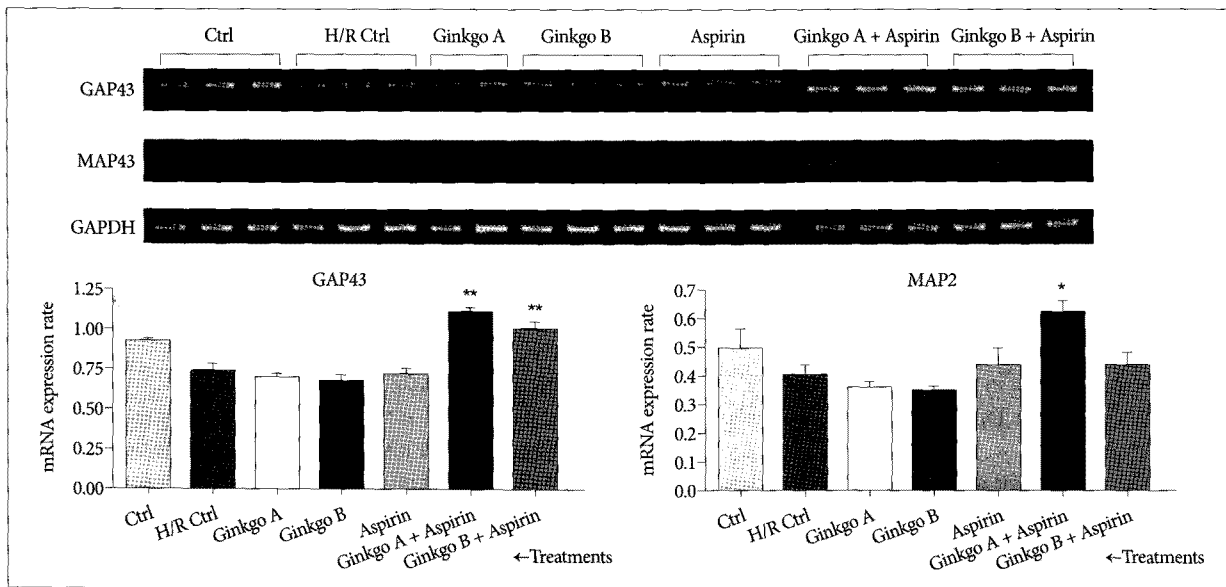 Ctrl H/R Ctrl Ginkgo A Ginkgo B Aspirin Ginkgo A + Aspirin Ginkgo B + Aspirin
GAP43
MAP43
GAPDH
GAP43
1.25
1.00
0.75
0.50
0.25
0.00
mRNA expression rate
** **
Ctrl H/R Ctrl Ginkgo A Ginkgo B Aspirin Ginkgo A + Aspirin Ginkgo B + Aspirin
←Treatments
MAP2
0.7
0.6
0.5
0.4
0.3
0.2
0.1
0.0
mRNA expression rate
*
Ctrl H/R Ctrl Ginkgo A Ginkgo B Aspirin Ginkgo A + Aspirin Ginkgo B + Aspirin
←Treatments